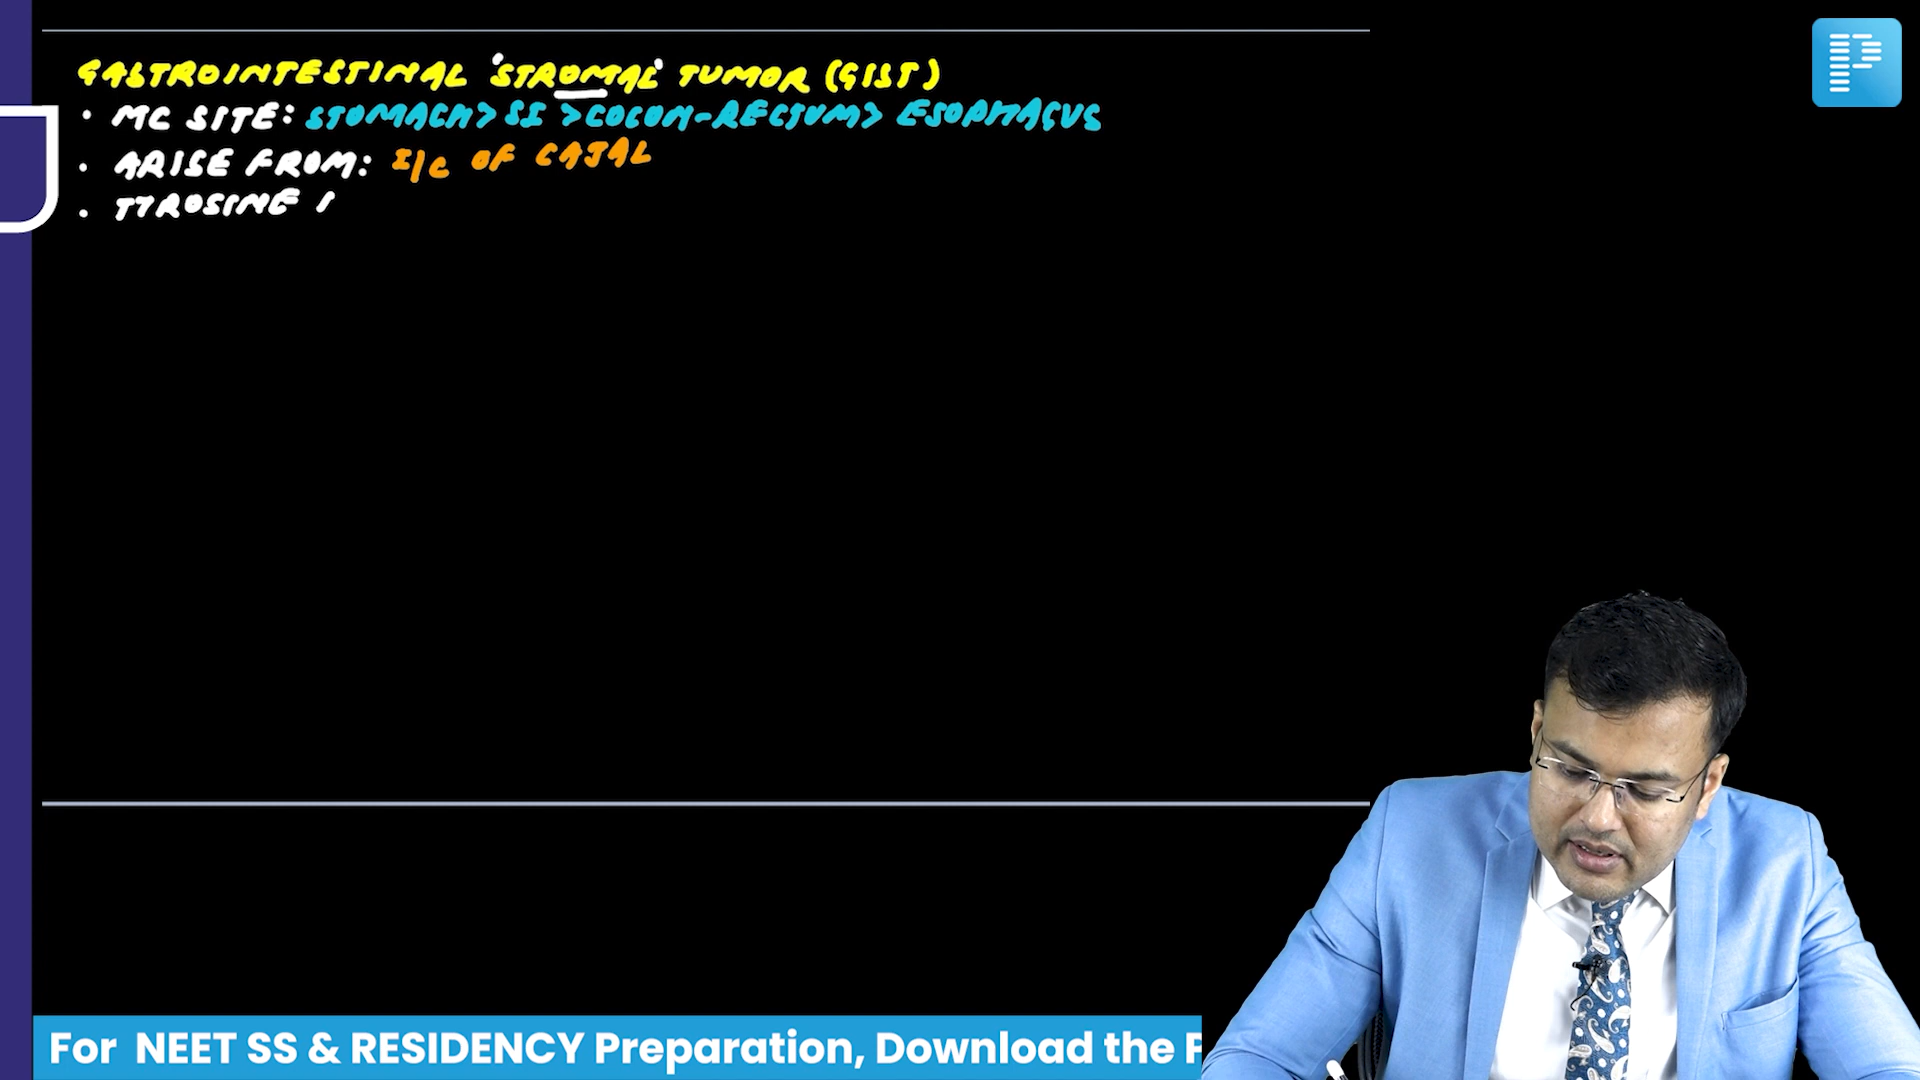 GASTROINTESTINAL 'STROMAL' TUMOR (GIST)
• MC SITE: STOMACH > SI > COLON-RECTUM > ESOPHAGUS
• ARISE FROM: I/C OF CAJAL
• TYROSINE
For NEET SS & RESIDENCY Preparation, Download the P